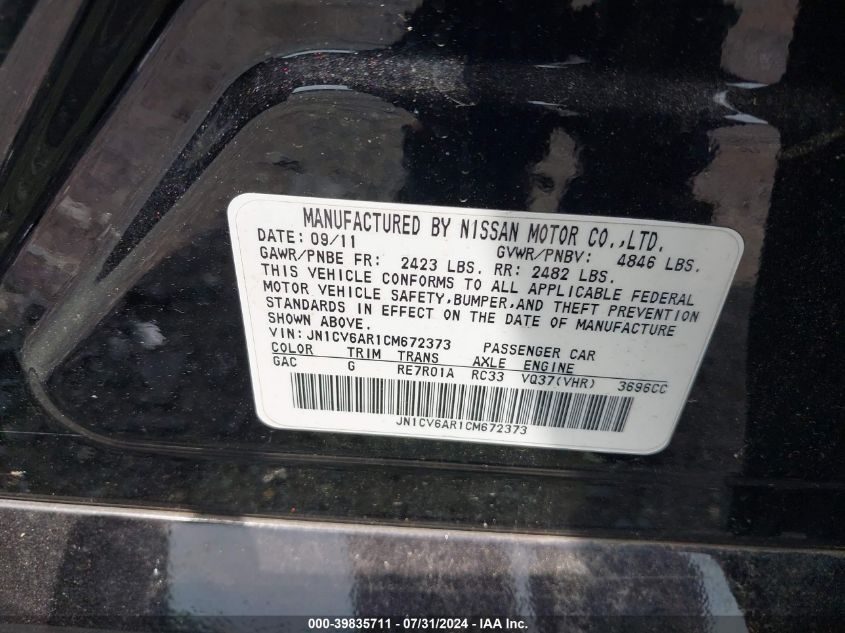 MANUFACTURED BY NISSAN MOTOR CO.,LTD.
DATE: 09/11 GVWR/PNBV: 4846 LBS.
GAWR/PNBE FR: 2423 LBS. RR: 2482 LBS.
THIS VEHICLE CONFORMS TO ALL APPLICABLE FEDERAL
MOTOR VEHICLE SAFETY,BUMPER,AND THEFT PREVENTION
STANDARDS IN EFFECT ON THE DATE OF MANUFACTURE
SHOWN ABOVE.
VIN: JN1CV6AR1CM672373 PASSENGER CAR
COLOR TRIM TRANS AXLE ENGINE
GAC G RE7R01A RC33 VQ37(VHR) 3696CC
JN1CV6AR1CM672373
000-39835711 / 07/31/2024 - IAA Inc.